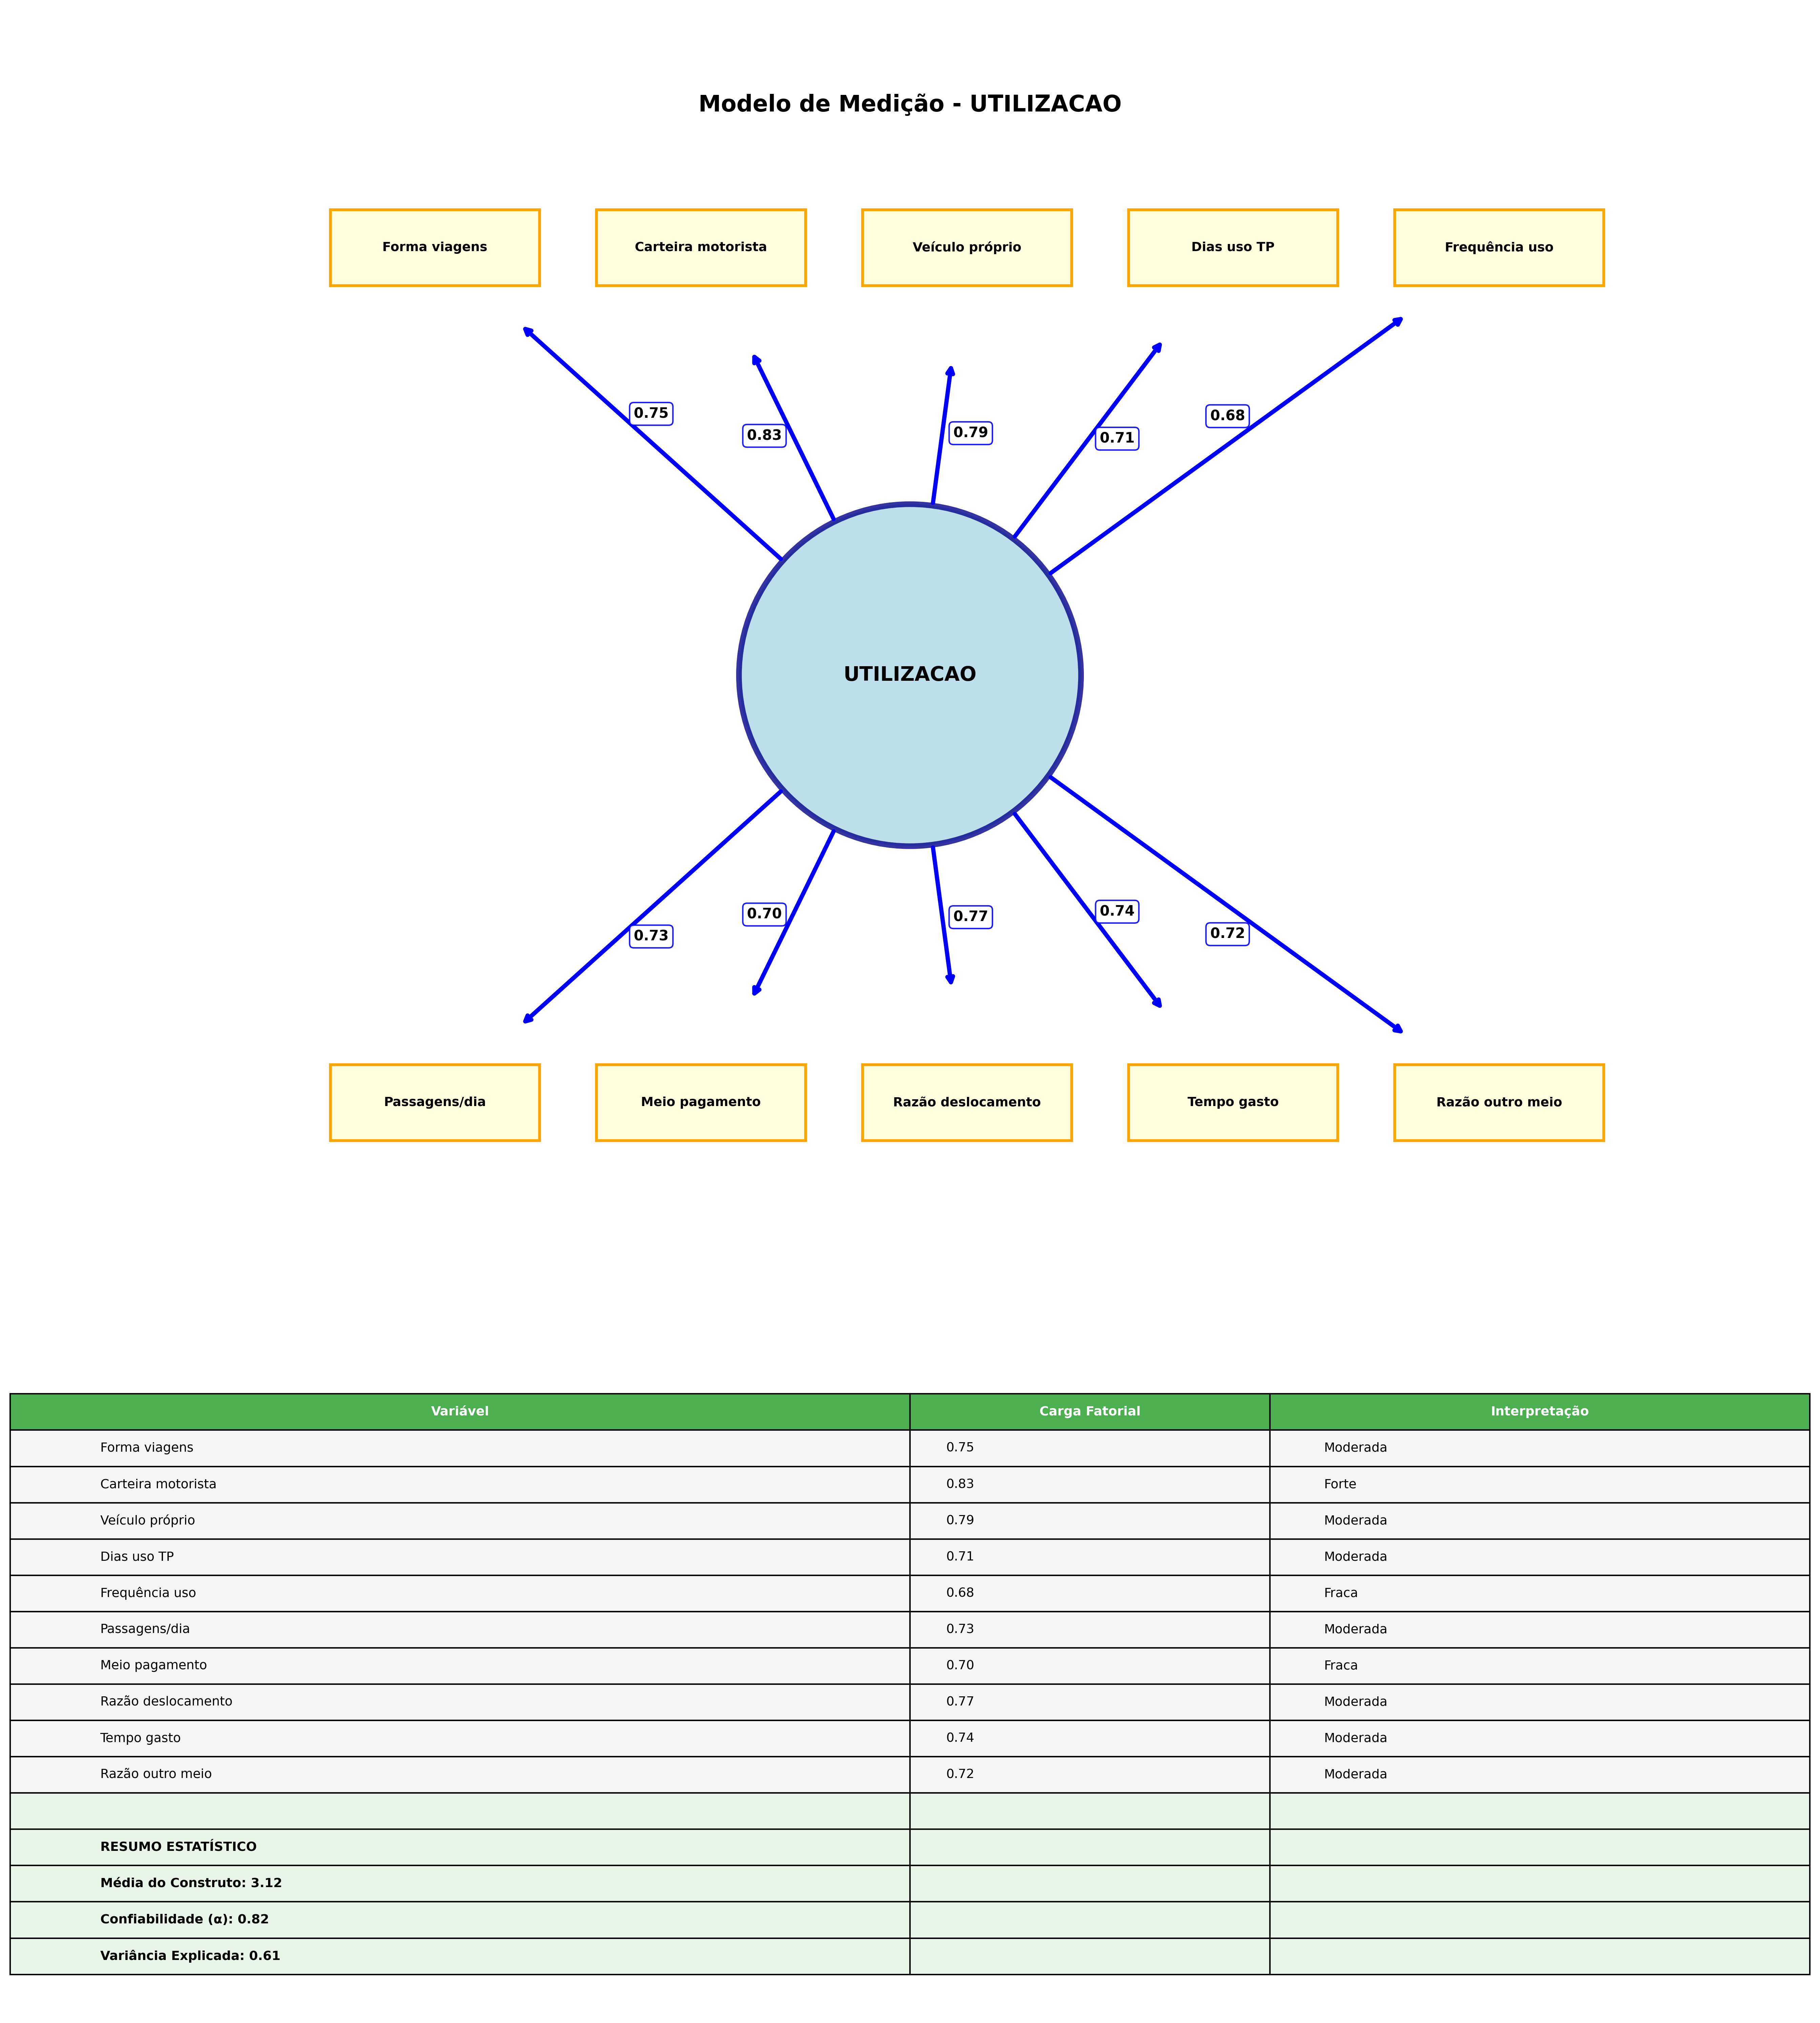 Modelo de Medição - UTILIZACAO
Forma viagens
Carteira motorista
Veículo próprio
Dias uso TP
Frequência uso
0.75
0.83
0.79
0.71
0.68
UTILIZACAO
0.73
0.70
0.77
0.74
0.72
Passagens/dia
Meio pagamento
Razão deslocamento
Tempo gasto
Razão outro meio
Variável Carga Fatorial Interpretação
Forma viagens 0.75 Moderada
Carteira motorista 0.83 Forte
Veículo próprio 0.79 Moderada
Dias uso TP 0.71 Moderada
Frequência uso 0.68 Fraca
Passagens/dia 0.73 Moderada
Meio pagamento 0.70 Fraca
Razão deslocamento 0.77 Moderada
Tempo gasto 0.74 Moderada
Razão outro meio 0.72 Moderada
RESUMO ESTATÍSTICO
Média do Construto: 3.12
Confiabilidade (α): 0.82
Variância Explicada: 0.61